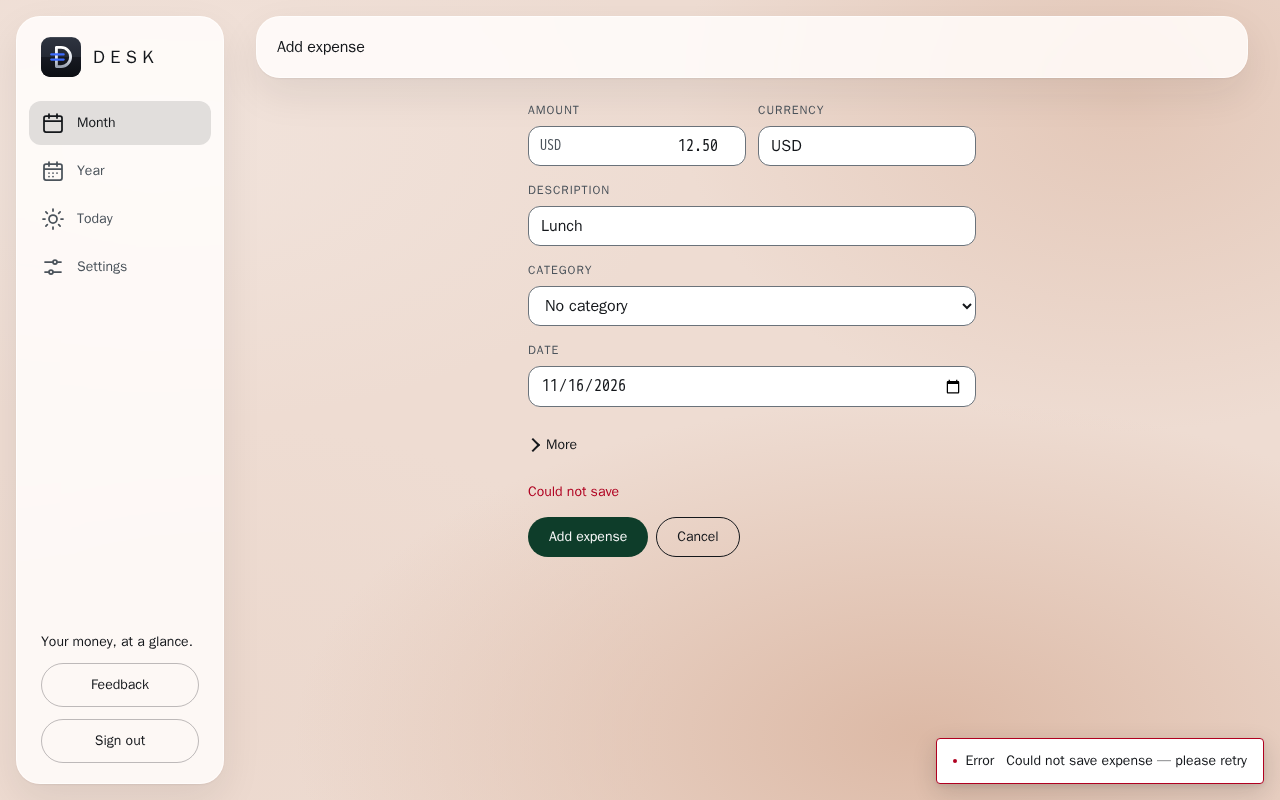 DESK
Month
Year
Today
Settings
Your money, at a glance.
Feedback
Sign out
Add expense
AMOUNT
CURRENCY
USD 12.50
USD
DESCRIPTION
Lunch
CATEGORY
No category
DATE
11/16/2026
More
Could not save
Add expense
Cancel
Error Could not save expense — please retry